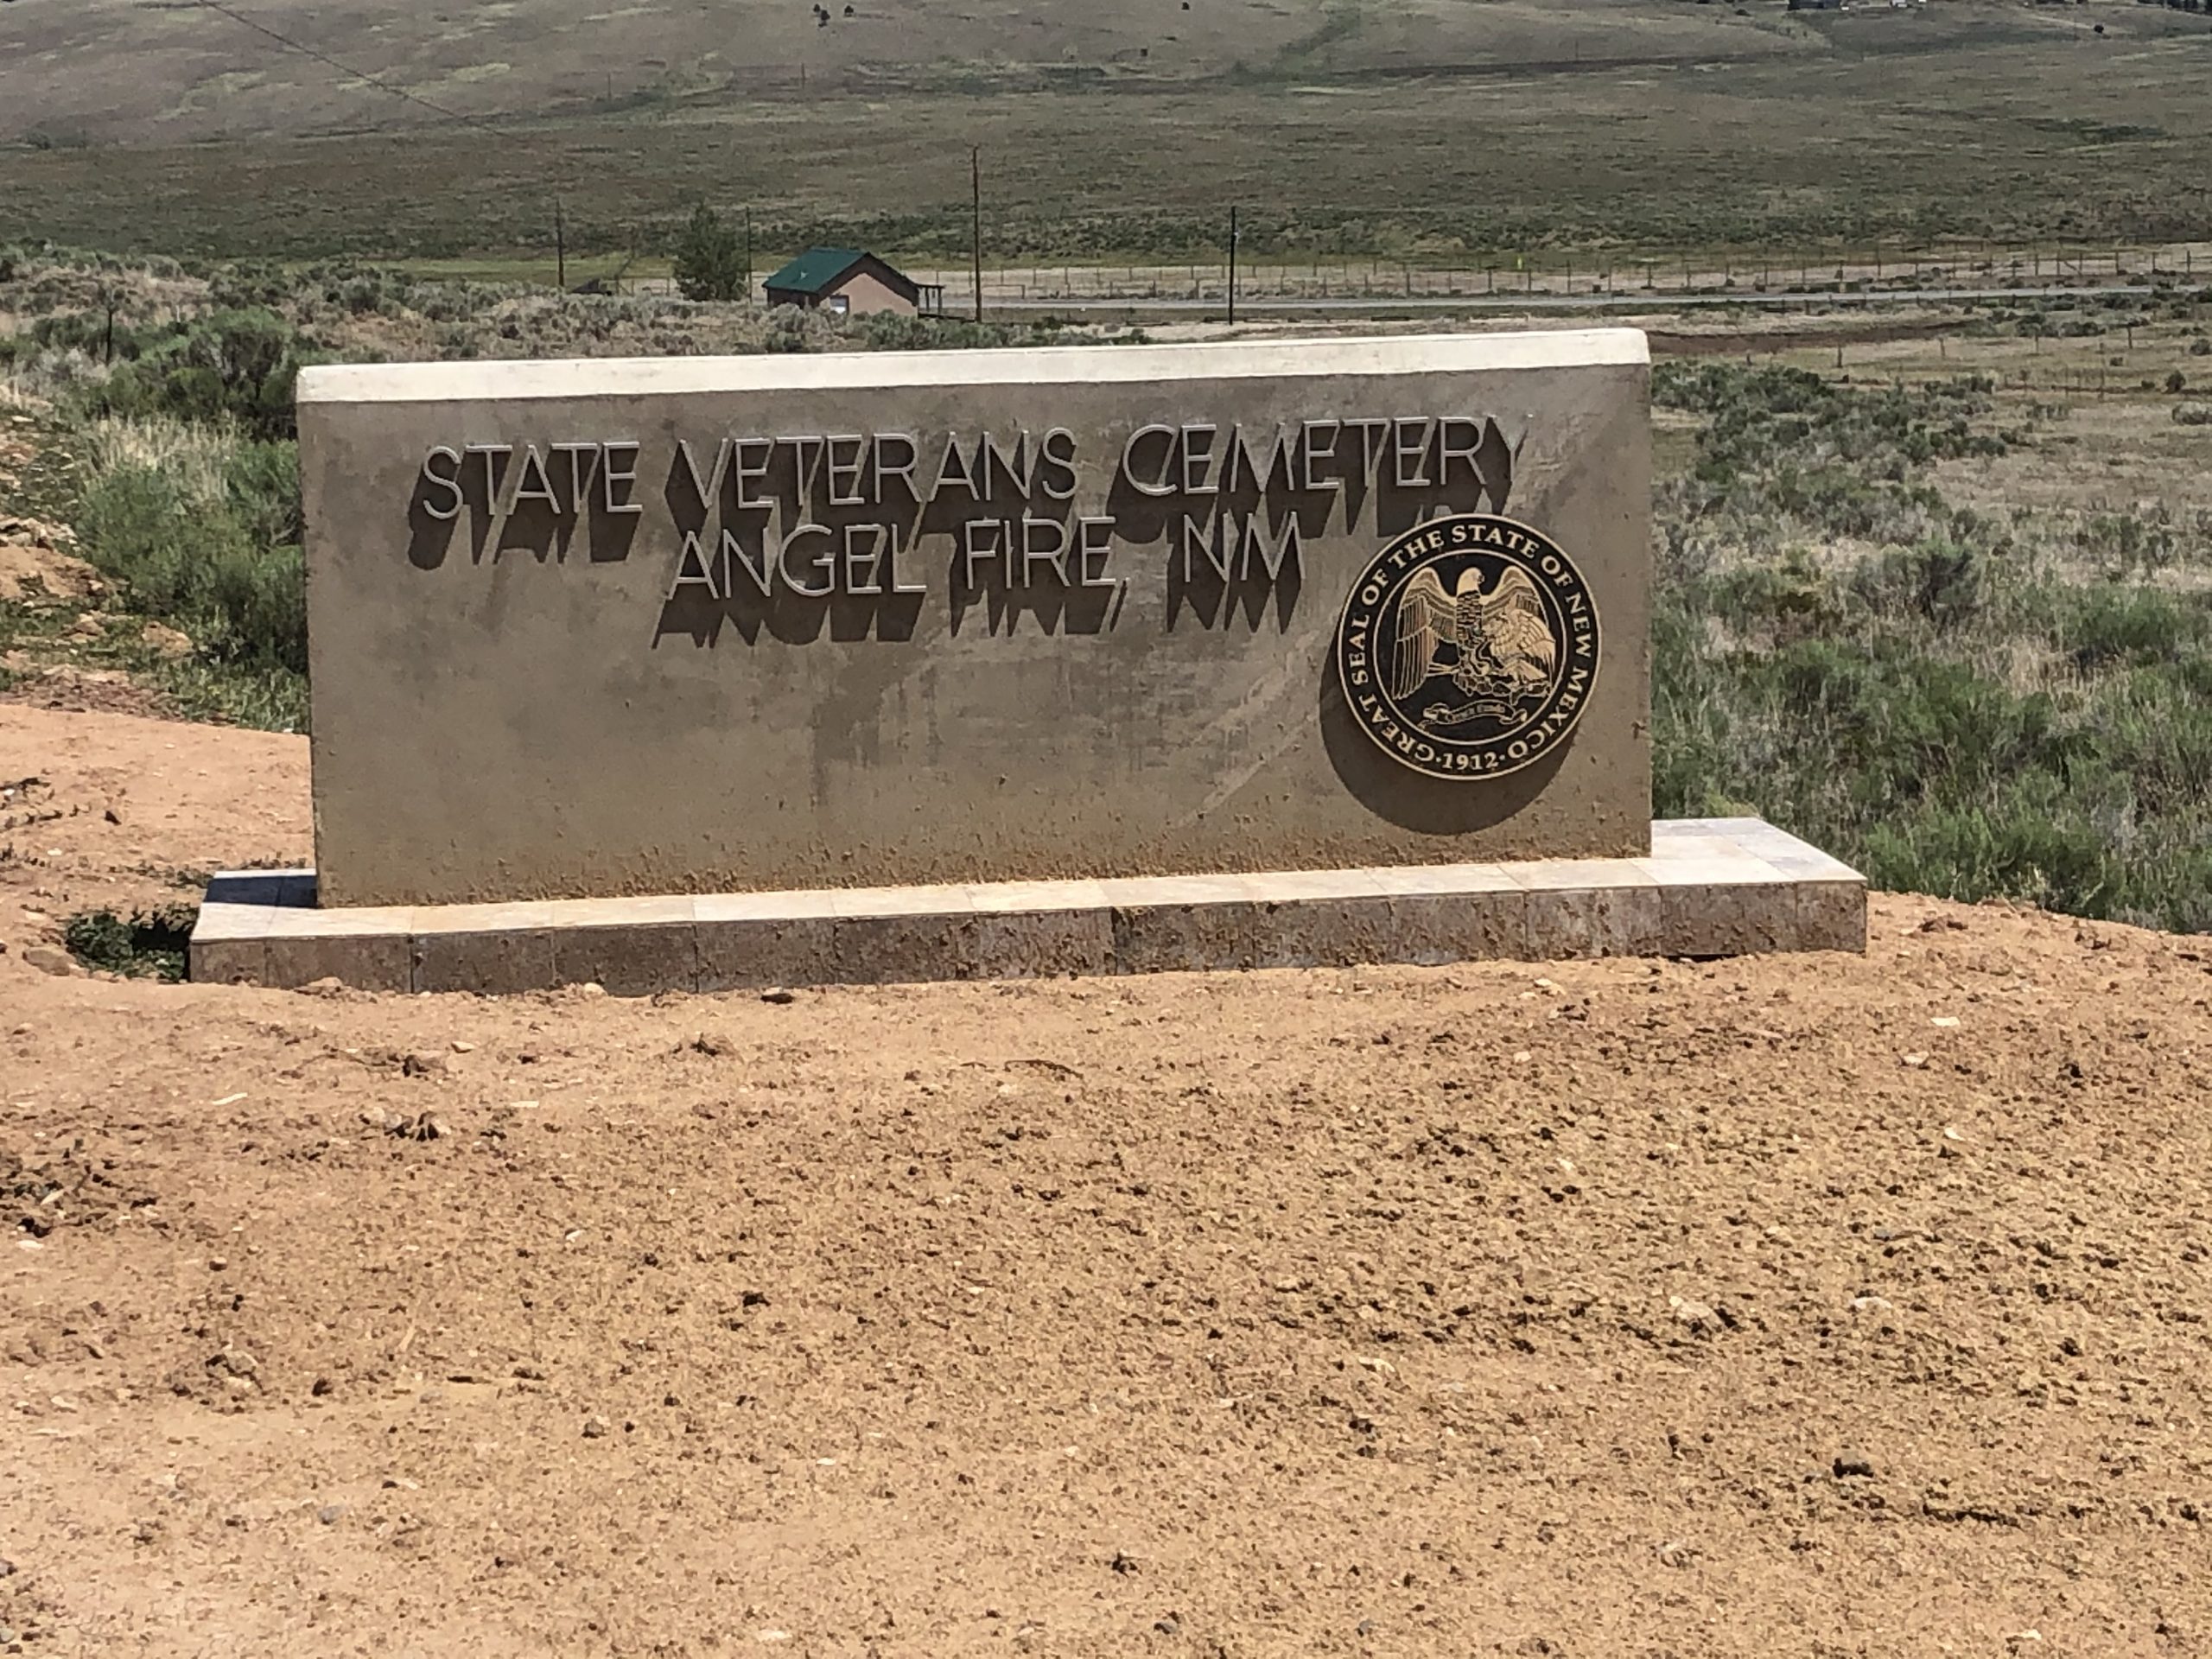 STATE VETERANS CEMETERY
ANGEL FIRE, NM
GREAT SEAL OF THE STATE OF NEW MEXICO
·1912·